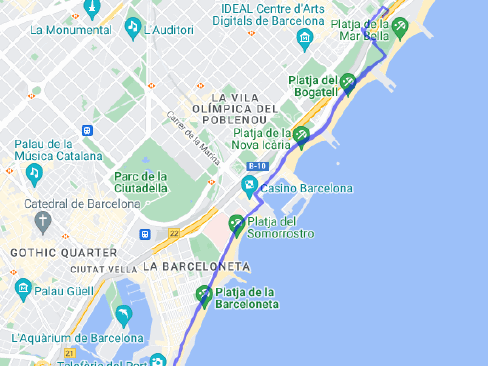 IDEAL Centre d'Arts
Digitals de Barcelona
Platja de la
Mar Bella
La Monumental
L'Auditori
Platja del
Bogatell
LA VILA
OLÍMPICA DEL
POBLENOU
Carrer de la Marina
Platja de la
Nova Icària
Palau de la
Música Catalana
E-10
Parc de la
Ciutadella
Casino Barcelona
Catedral de Barcelona
22
Platja del
Somorrostro
GOTHIC QUARTER
CIUTAT VELLA
LA BARCELONETA
Palau Güell
Platja de la
Barceloneta
L'Aquàrium de Barcelona
21
Telefèric del Port